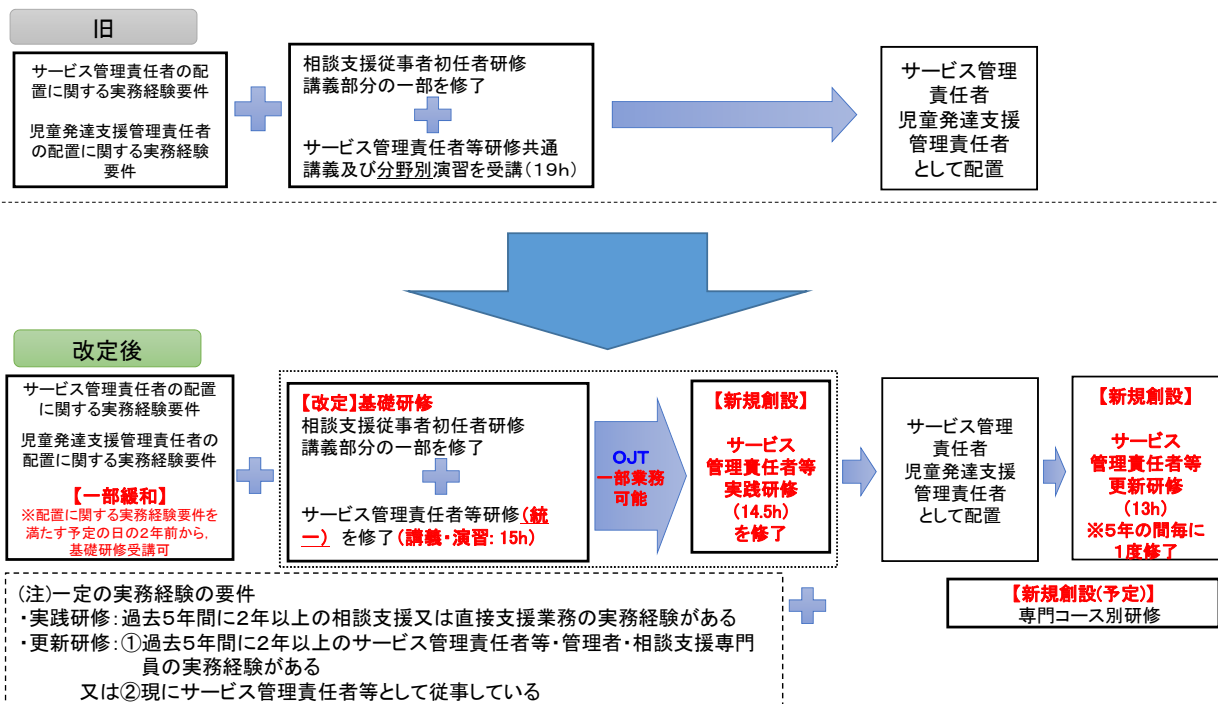 旧
サービス管理責任者の配
置に関する実務経験要件
児童発達支援管理責任者
の配置に関する実務経験
要件
相談支援従事者初任者研修
講義部分の一部を修了
サービス管理責任者等研修共通
講義及び分野別演習を受講(19h)
サービス管理
責任者
児童発達支援
管理責任者
として配置
改定後
サービス管理責任者の配置
に関する実務経験要件
児童発達支援管理責任者の
配置に関する実務経験要件
【一部緩和】
※配置に関する実務経験要件を
満たす予定の日の2年前から、
基礎研修受講可
【改定】基礎研修
相談支援従事者初任者研修
講義部分の一部を修了
サービス管理責任者等研修(統
一) を修了(講義・演習: 15h)
OJT
一部業務
可能
【新規創設】
サービス
管理責任者等
実践研修
(14.5h)
を修了
サービス管理
責任者
児童発達支援
管理責任者
として配置
【新規創設】
サービス
管理責任者等
更新研修
(13h)
※5年の間毎に
1度修了
(注)一定の実務経験の要件
・実践研修:過去5年間に2年以上の相談支援又は直接支援業務の実務経験がある
・更新研修:①過去5年間に2年以上のサービス管理責任者等・管理者・相談支援専門
員の実務経験がある
又は②現にサービス管理責任者等として従事している
【新規創設(予定)】
専門コース別研修